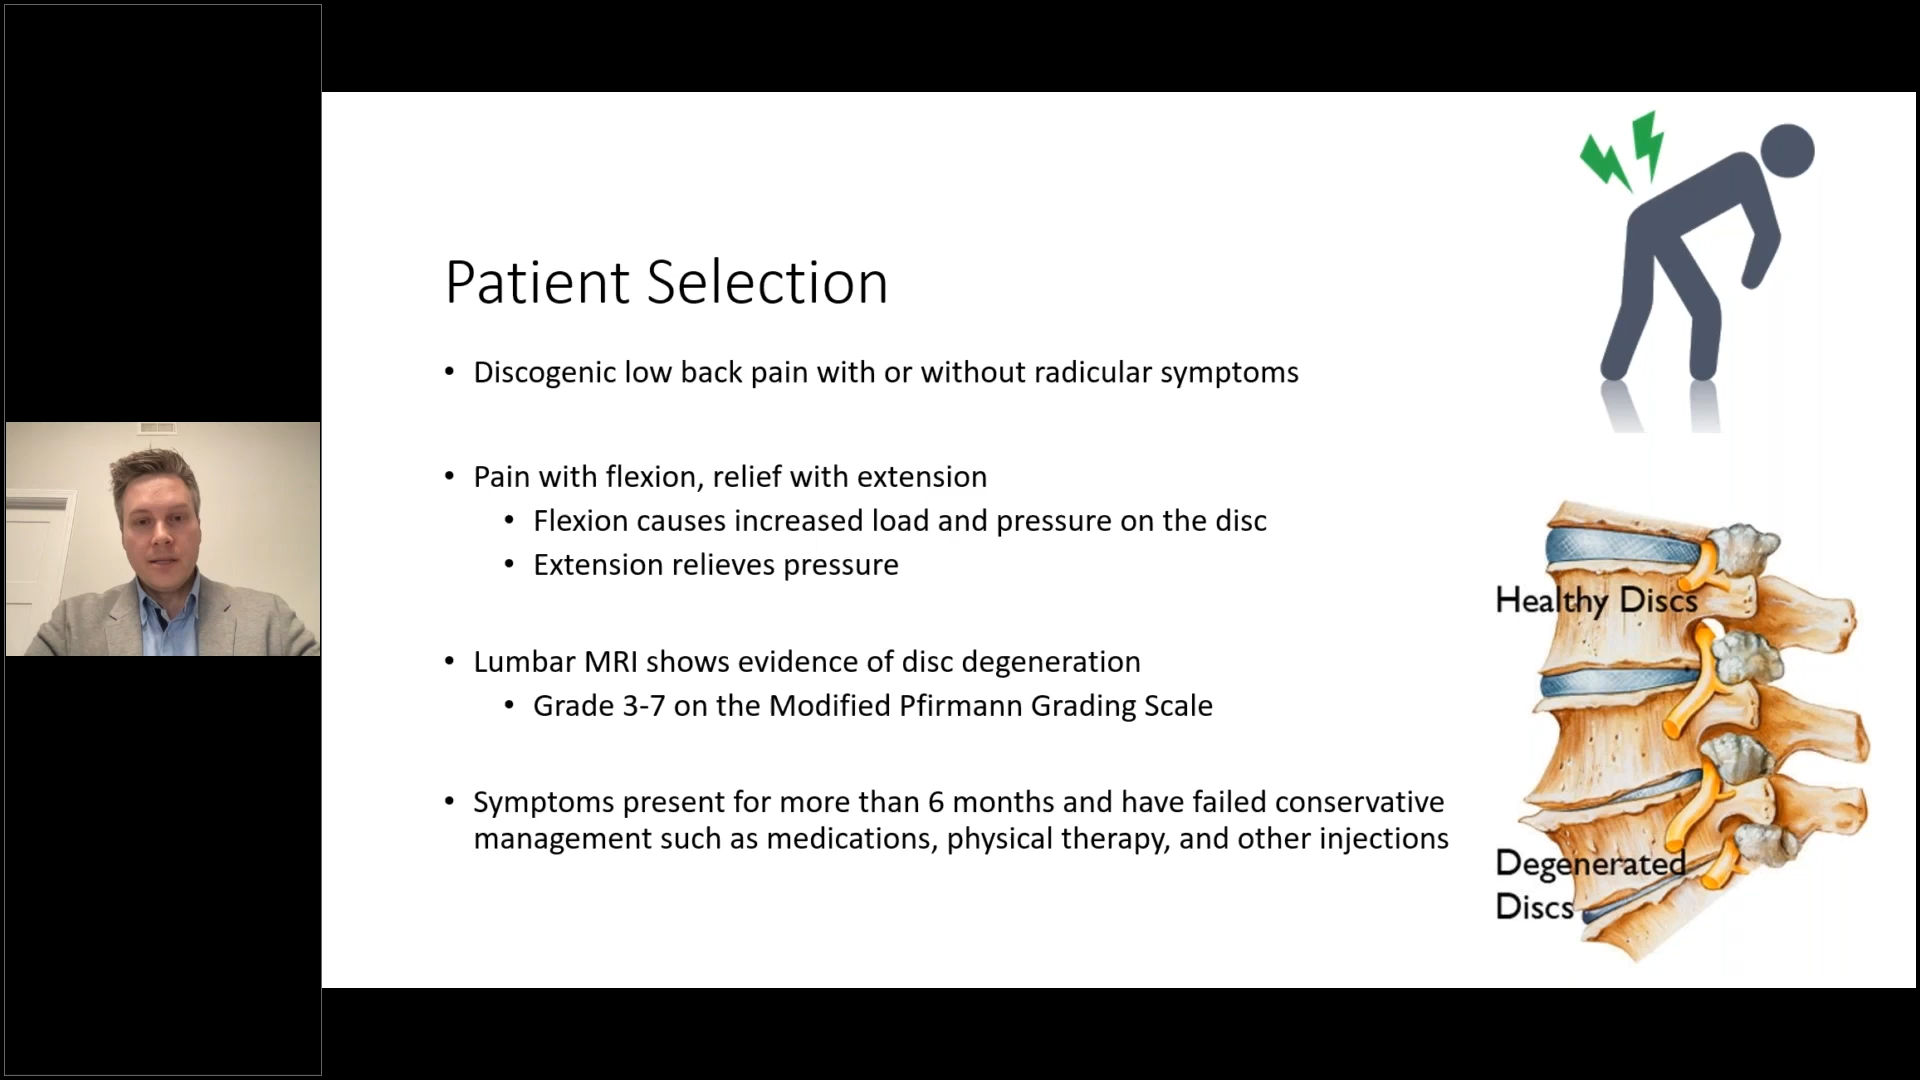 Patient Selection
• Discogenic low back pain with or without radicular symptoms
• Pain with flexion, relief with extension
• Flexion causes increased load and pressure on the disc
• Extension relieves pressure
• Lumbar MRI shows evidence of disc degeneration
• Grade 3-7 on the Modified Pfirmann Grading Scale
• Symptoms present for more than 6 months and have failed conservative
management such as medications, physical therapy, and other injections
Healthy Discs
Degenerated
Discs